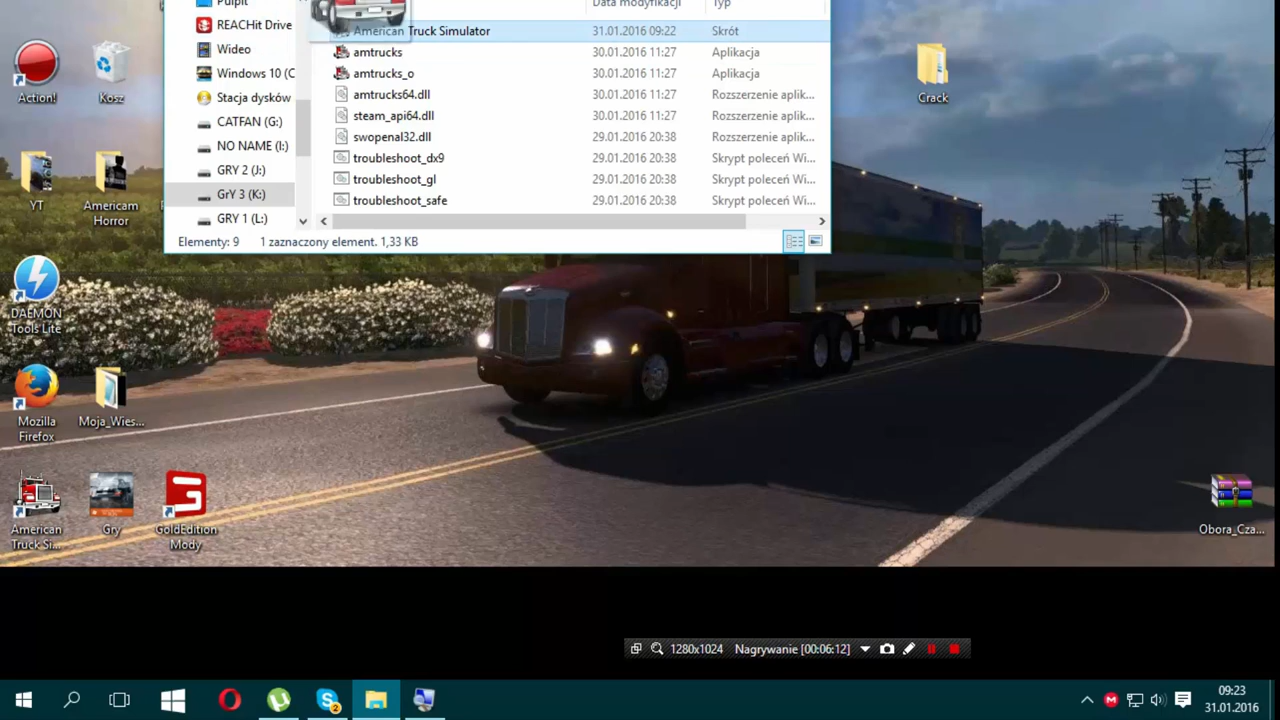 Pulpit
REACHit Drive
Wideo
Windows 10 (C
Stacja dysków
CATFAN (G:)
NO NAME (I:)
GRY 2 (J:)
GrY 3 (K:)
GRY 1 (L:)
Data modyfikacji Typ
American Truck Simulator 31.01.2016 09:22 Skrót
amtrucks 30.01.2016 11:27 Aplikacja
amtrucks_o 30.01.2016 11:27 Aplikacja
amtrucks64.dll 30.01.2016 11:27 Rozszerzenie aplik...
steam_api64.dll 30.01.2016 11:27 Rozszerzenie aplik...
swopenal32.dll 29.01.2016 20:38 Rozszerzenie aplik...
troubleshoot_dx9 29.01.2016 20:38 Skrypt poleceń Wi...
troubleshoot_gl 29.01.2016 20:38 Skrypt poleceń Wi...
troubleshoot_safe 29.01.2016 20:38 Skrypt poleceń Wi...
Elementy: 9 1 zaznaczony element. 1,33 KB
Action!
Kosz
Crack
YT
Americam
Horror
DAEMON
Tools Lite
Mozilla
Firefox
Moja_Wies...
American
Truck Si...
Gry
GoldEdition
Mody
Obora_Cza...
1280x1024 Nagrywanie [00:06:12]
2
09:23
31.01.2016